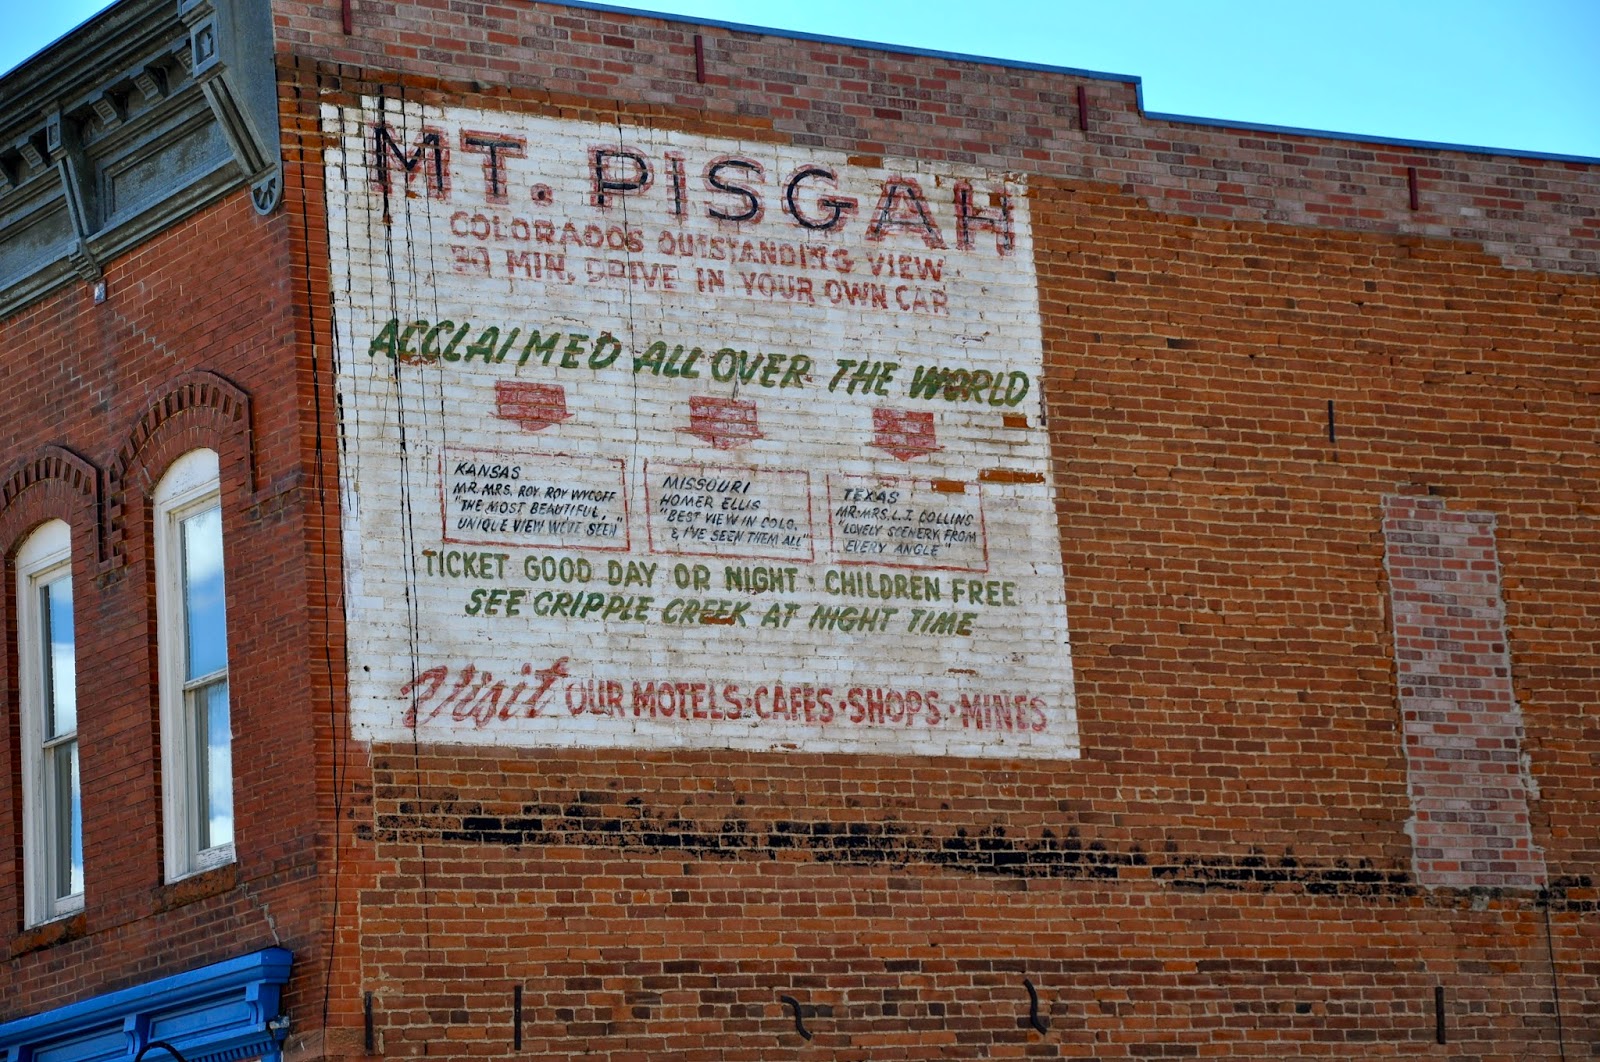 MT. PISGAH
COLORADOS OUTSTANDING VIEW
30 MIN. DRIVE IN YOUR OWN CAR
ACCLAIMED ALL OVER THE WORLD
KANSAS
MR. MRS. ROY ROY WYCOFF
"THE MOST BEAUTIFUL,
UNIQUE VIEW WE'VE SEEN"
MISSOURI
HOMER ELLIS
"BEST VIEW IN COLO.
& I'VE SEEN THEM ALL"
TEXAS
MR. MRS. L.J. COLLINS
"LOVELY SCENERY FROM
EVERY ANGLE"
TICKET GOOD DAY OR NIGHT · CHILDREN FREE
SEE CRIPPLE CREEK AT NIGHT TIME
Visit OUR MOTELS · CAFES · SHOPS · MINES